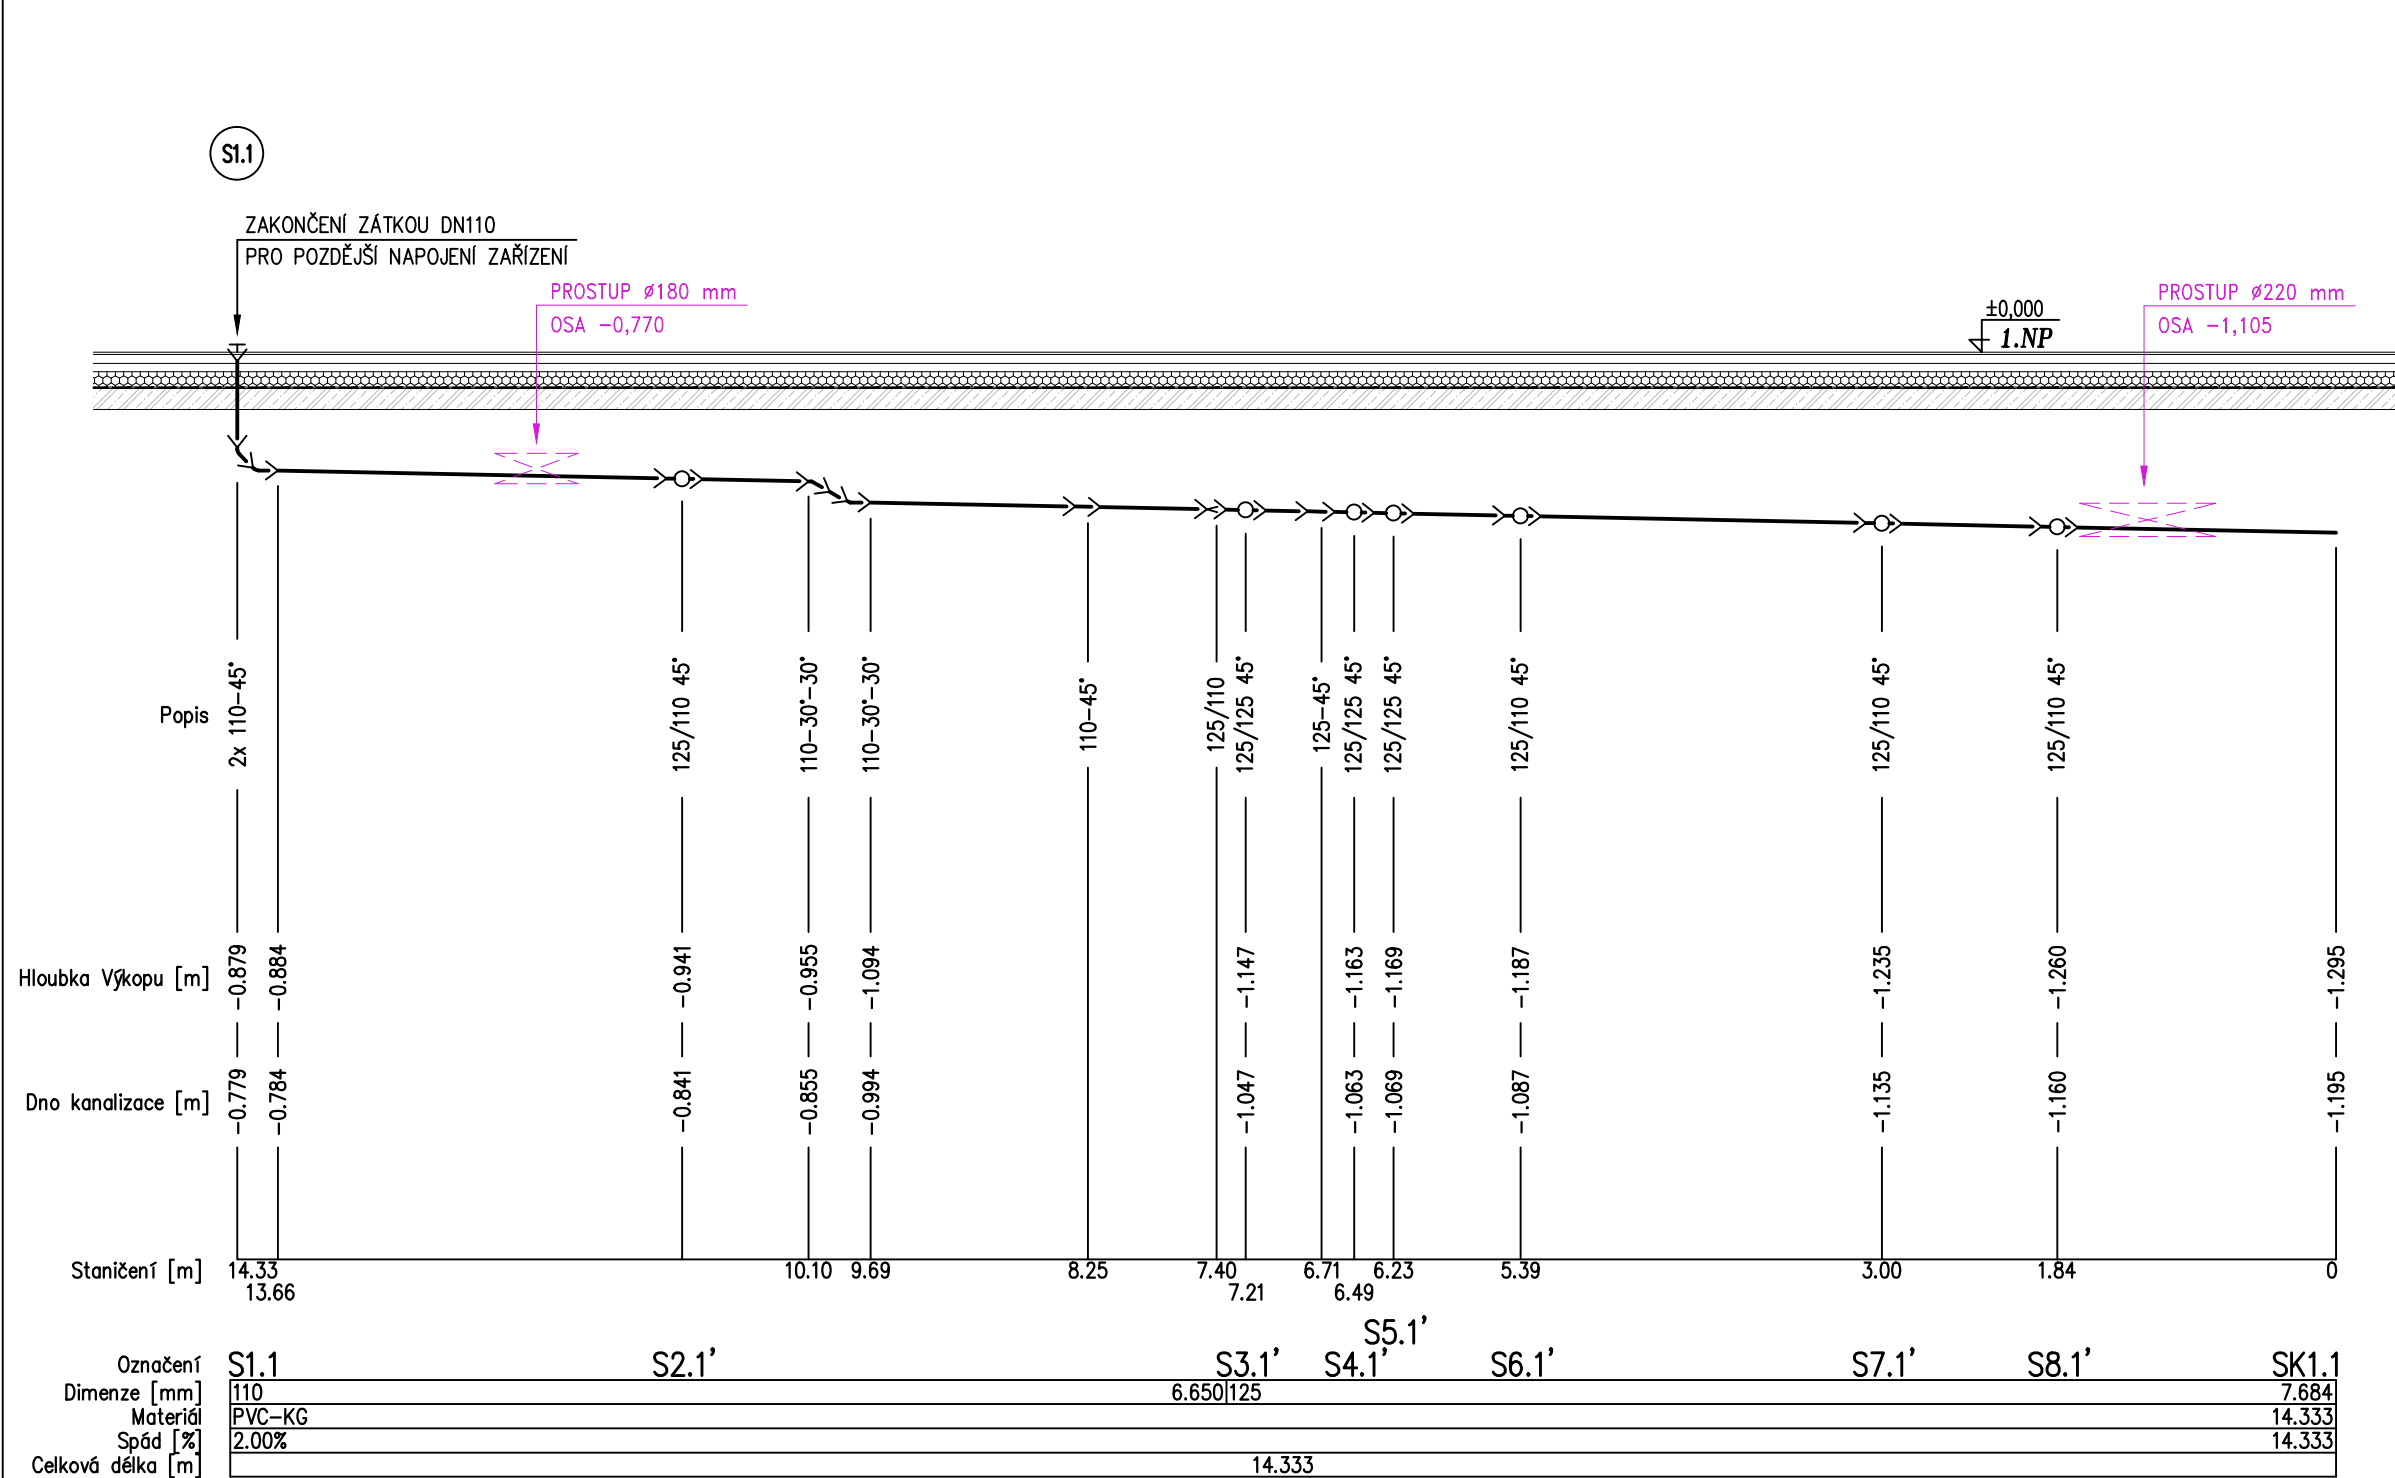 S1.1
ZAKONČENÍ ZÁTKOU DN110
PRO POZDĚJŠÍ NAPOJENÍ ZAŘÍZENÍ
PROSTUP ø180 mm
OSA -0,770
±0,000
1.NP
PROSTUP ø220 mm
OSA -1,105
Popis
2x 110-45°
125/110 45°
110-30°-30°
110-30°-30°
110-45°
125/110
125/125 45°
125-45°
125/125 45°
125/125 45°
125/110 45°
125/110 45°
125/110 45°
Hloubka Výkopu [m]
-0.879
-0.884
-0.941
-0.955
-1.094
-1.147
-1.163
-1.169
-1.187
-1.235
-1.260
-1.295
Dno kanalizace [m]
-0.779
-0.784
-0.841
-0.855
-0.994
-1.047
-1.063
-1.069
-1.087
-1.135
-1.160
-1.195
Staničení [m] 14.33 10.10 9.69 8.25 7.40 6.71 6.23 5.39 3.00 1.84 0
13.66 7.21 6.49
S5.1'
Označení S1.1 S2.1' S3.1' S4.1' S6.1' S7.1' S8.1' SK1.1
Dimenze [mm] 110 6.650 125 7.684
Materiál PVC-KG 14.333
Spád [%] 2.00% 14.333
Celková délka [m] 14.333